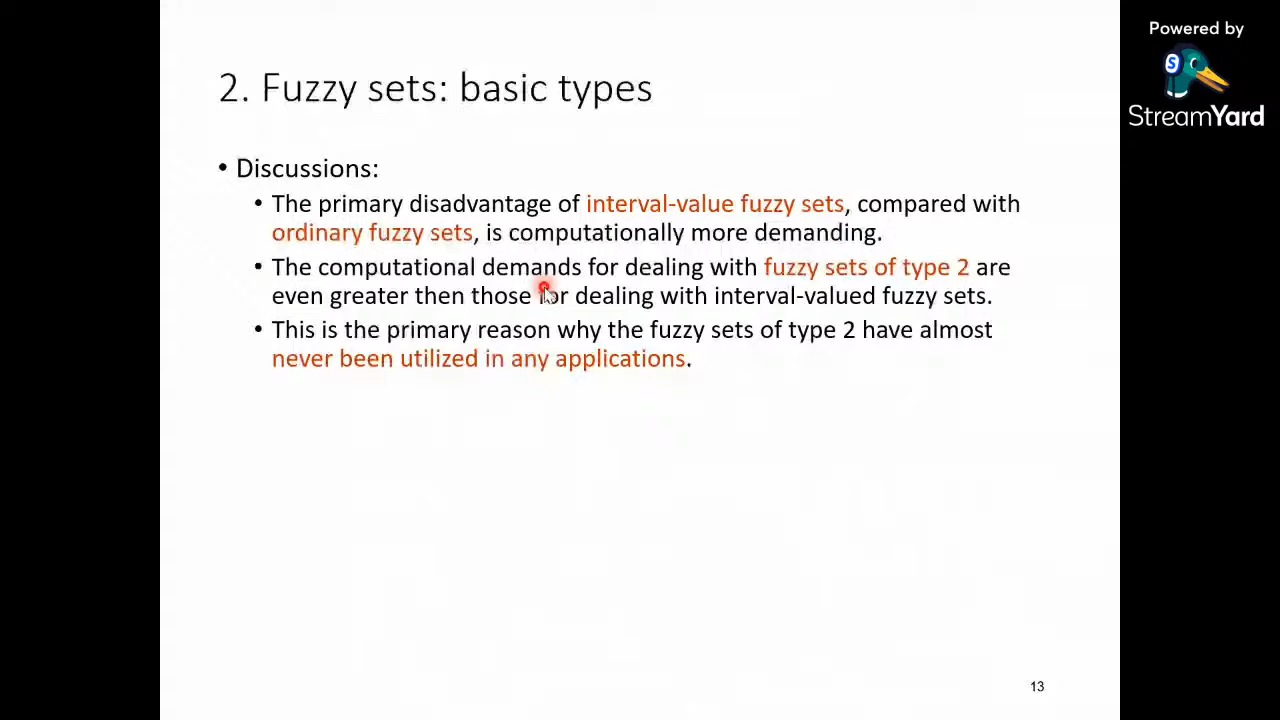 Powered by
S
StreamYard
2. Fuzzy sets: basic types
• Discussions:
• The primary disadvantage of interval-value fuzzy sets, compared with
ordinary fuzzy sets, is computationally more demanding.
• The computational demands for dealing with fuzzy sets of type 2 are
even greater then those for dealing with interval-valued fuzzy sets.
• This is the primary reason why the fuzzy sets of type 2 have almost
never been utilized in any applications.
13